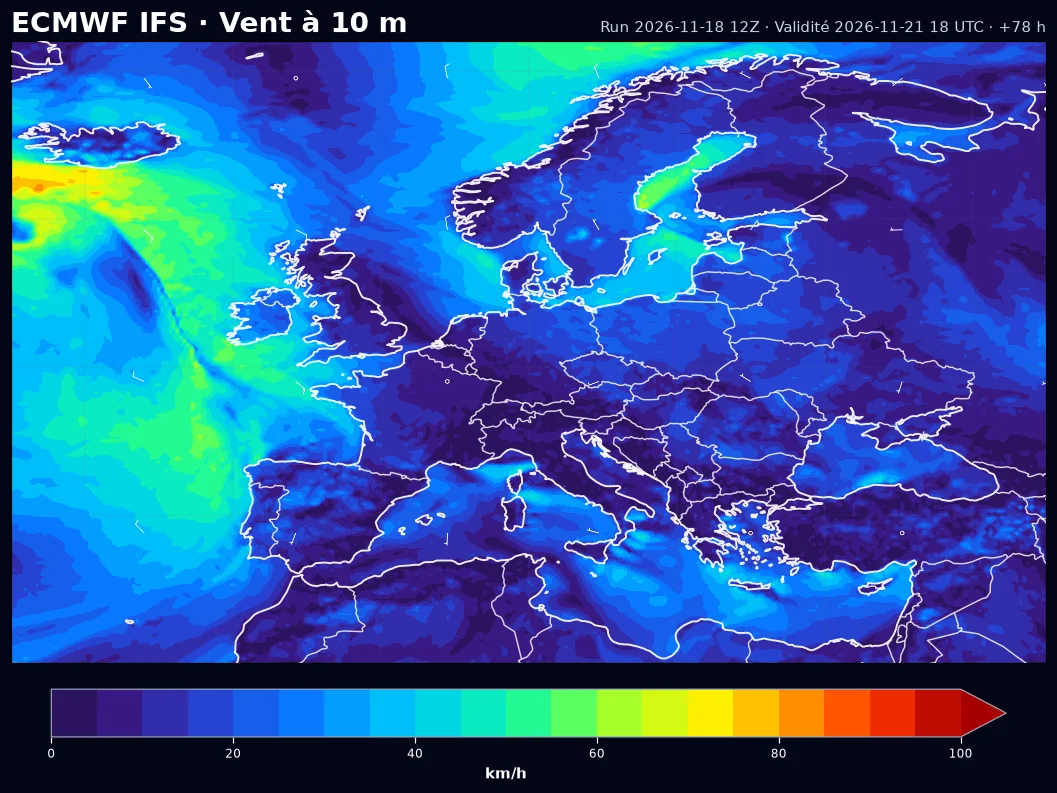 ECMWF IFS · Vent à 10 m
Run 2026-11-18 12Z · Validité 2026-11-21 18 UTC · +78 h
0 20 40 60 80 100
km/h